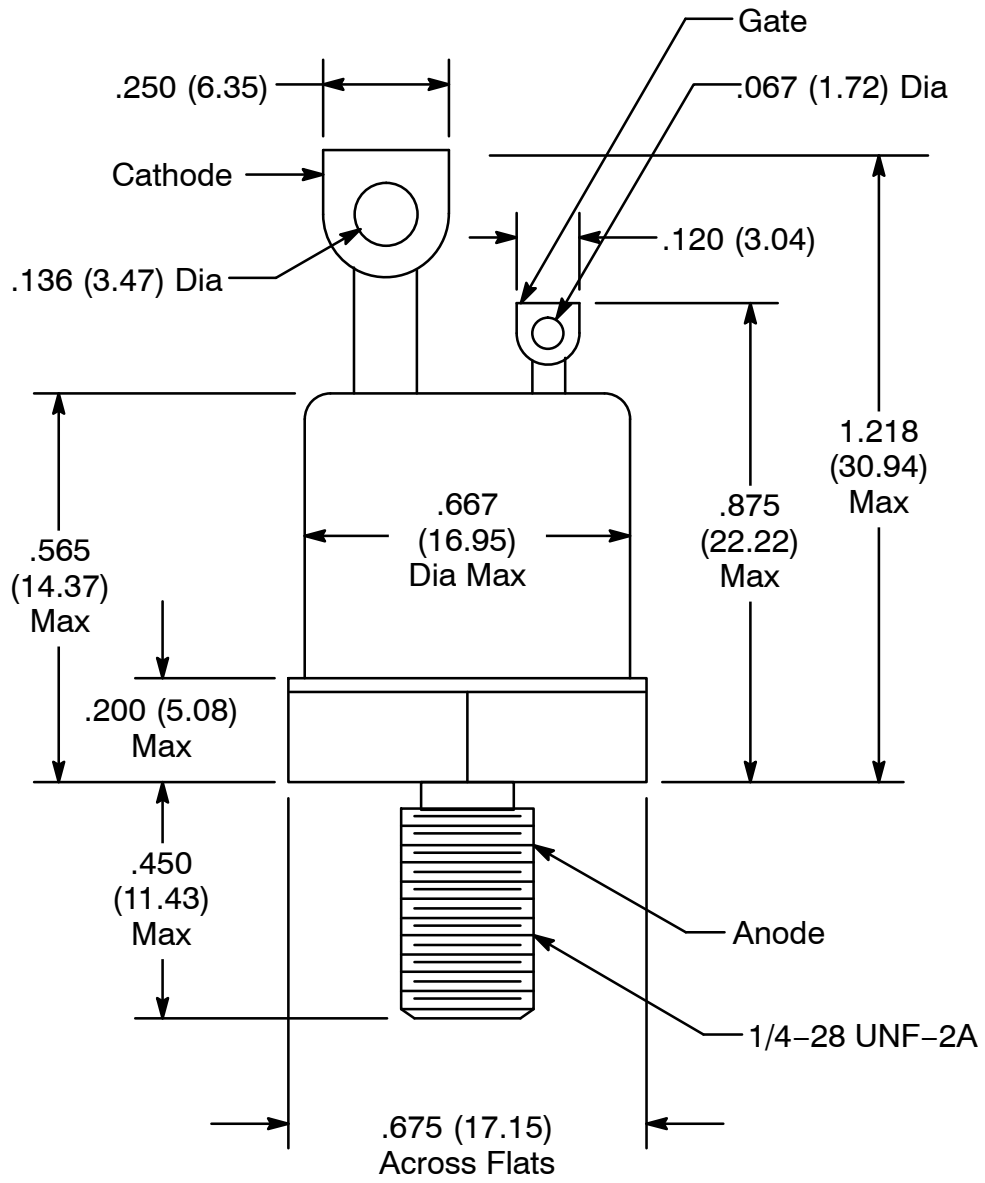 Gate
.250 (6.35)
.067 (1.72) Dia
Cathode
.120 (3.04)
.136 (3.47) Dia
1.218
(30.94)
Max
.667
(16.95)
Dia Max
.875
(22.22)
Max
.565
(14.37)
Max
.200 (5.08)
Max
.450
(11.43)
Max
Anode
1/4−28 UNF−2A
.675 (17.15)
Across Flats